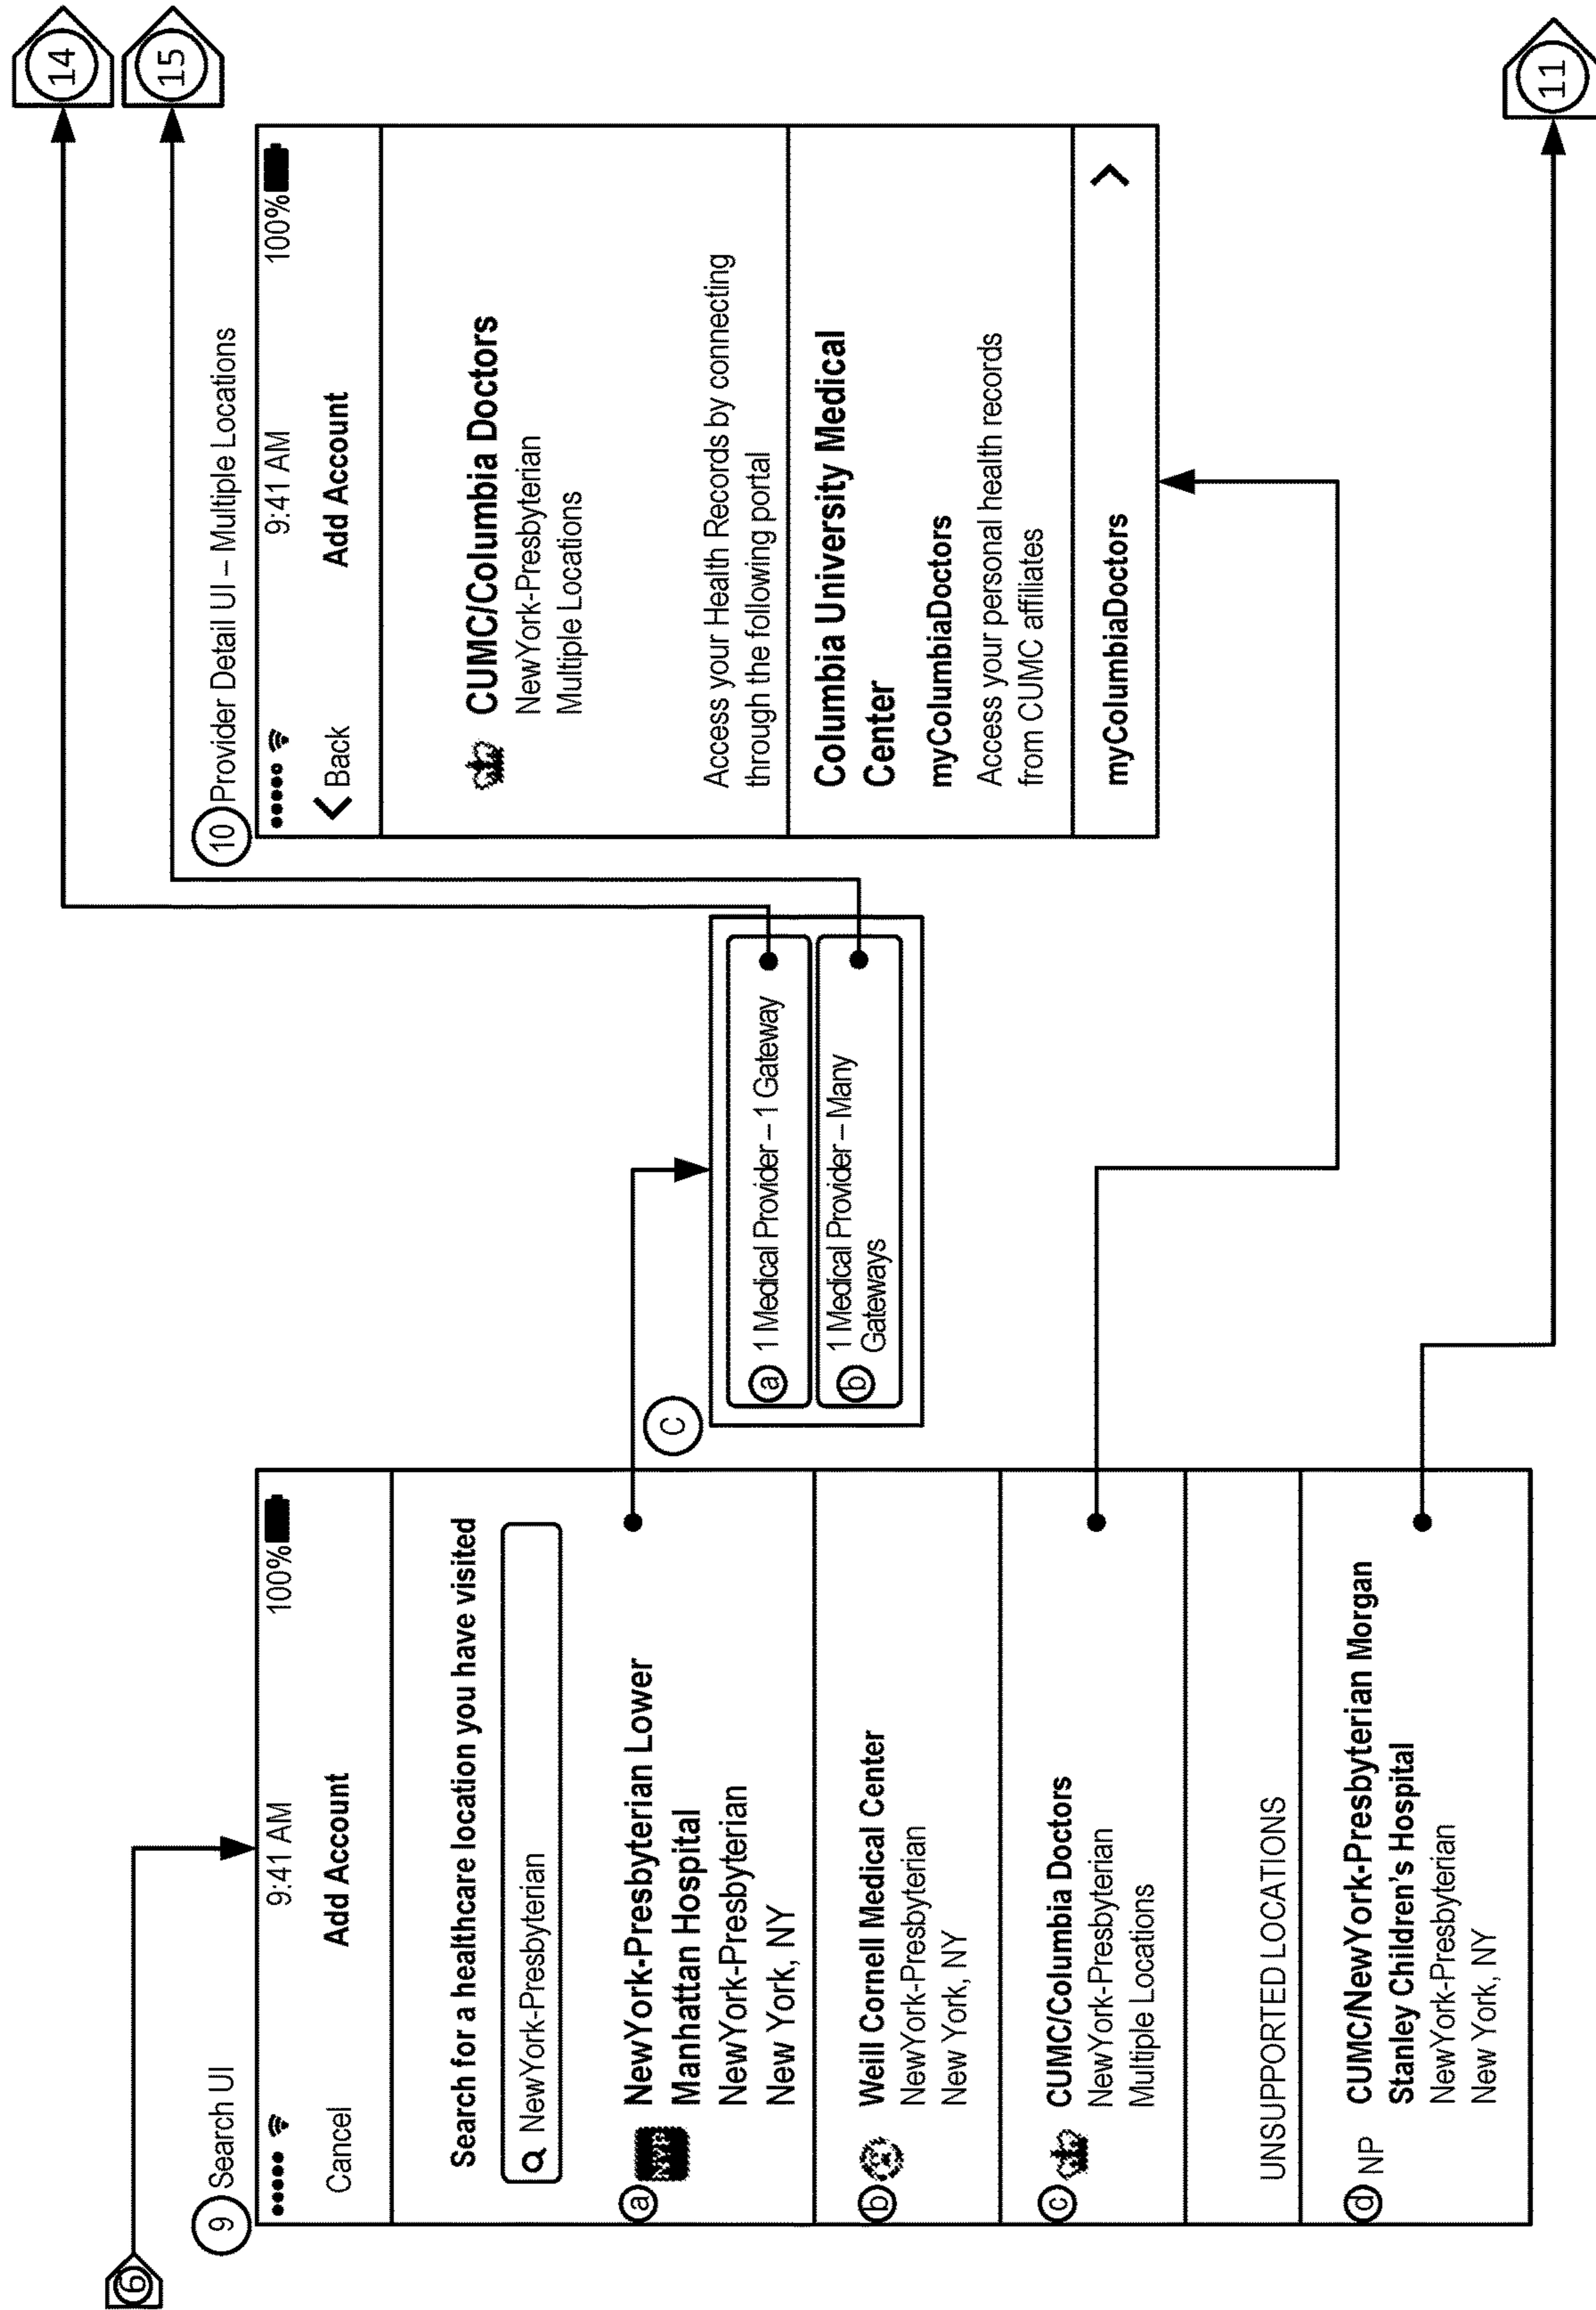 6
9 Search UI
9:41 AM 100%
Cancel Add Account
Search for a healthcare location you have visited
NewYork-Presbyterian
a NYP NewYork-Presbyterian Lower
Manhattan Hospital
NewYork-Presbyterian
New York, NY
b Weill Cornell Medical Center
NewYork-Presbyterian
New York, NY
c CUMC/Columbia Doctors
NewYork-Presbyterian
Multiple Locations
UNSUPPORTED LOCATIONS
d NP CUMC/NewYork-Presbyterian Morgan
Stanley Children's Hospital
NewYork-Presbyterian
New York, NY
C
a 1 Medical Provider – 1 Gateway
b 1 Medical Provider – Many
Gateways
10 Provider Detail UI – Multiple Locations
9:41 AM 100%
Back Add Account
CUMC/Columbia Doctors
NewYork-Presbyterian
Multiple Locations
Access your Health Records by connecting
through the following portal
Columbia University Medical
Center
myColumbiaDoctors
Access your personal health records
from CUMC affiliates
myColumbiaDoctors
14
15
11